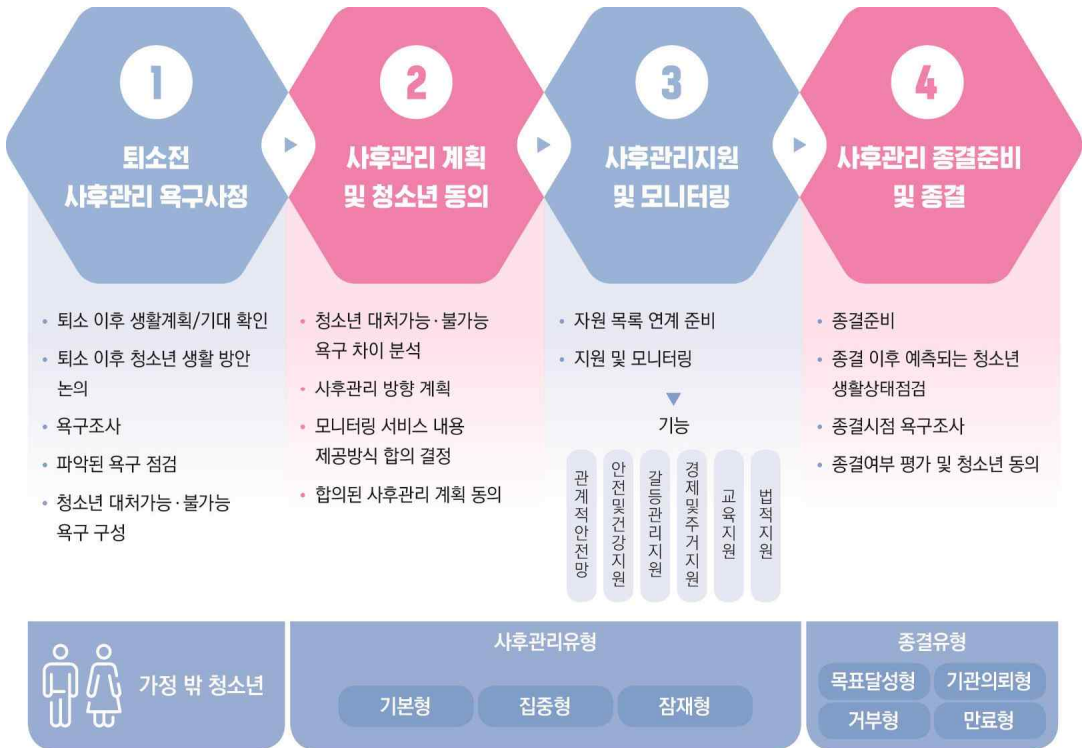 1
퇴소전
사후관리 욕구사정
• 퇴소 이후 생활계획/기대 확인
• 퇴소 이후 청소년 생활 방안
논의
• 욕구조사
• 파악된 욕구 점검
• 청소년 대처가능·불가능
욕구 구성
2
사후관리 계획
및 청소년 동의
• 청소년 대처가능·불가능
욕구 차이 분석
• 사후관리 방향 계획
• 모니터링 서비스 내용
제공방식 합의 결정
• 합의된 사후관리 계획 동의
3
사후관리지원
및 모니터링
• 자원 목록 연계 준비
• 지원 및 모니터링
기능
관계적안전망
안전및건강지원
갈등관리지원
경제및주거지원
교육지원
법적지원
4
사후관리 종결준비
및 종결
• 종결준비
• 종결 이후 예측되는 청소년
생활상태점검
• 종결시점 욕구조사
• 종결여부 평가 및 청소년 동의
가정 밖 청소년
사후관리유형
기본형
집중형
잠재형
종결유형
목표달성형
기관의뢰형
거부형
만료형